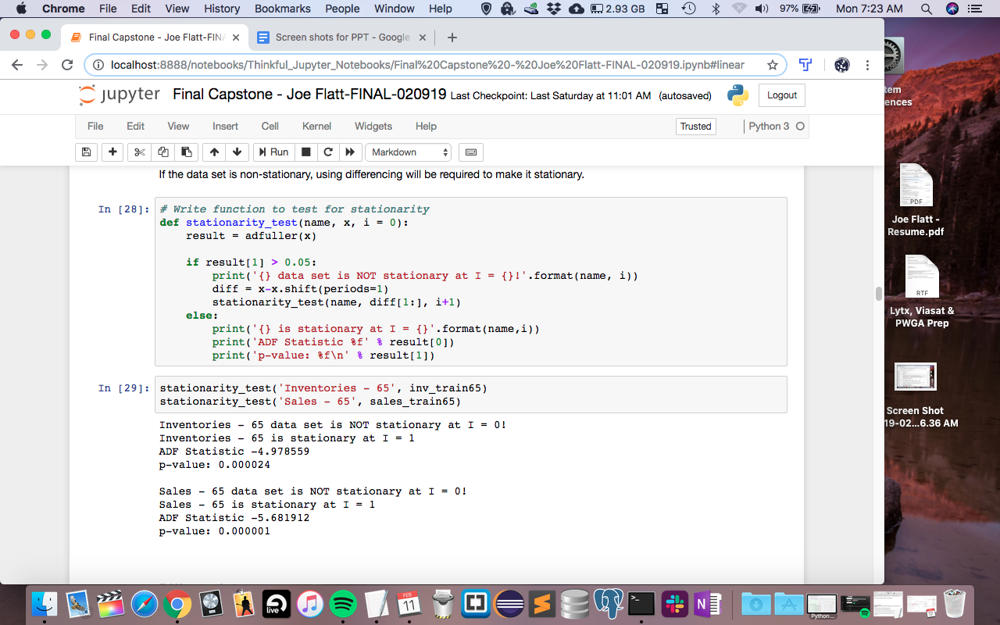 Chrome File Edit View History Bookmarks People Window Help 2.93 GB 97% Mon 7:23 AM
Final Capstone - Joe Flatt-FIN Screen shots for PPT - Google
localhost:8888/notebooks/Thinkful_Jupyter_Notebooks/Final%20Capstone%20-%20Joe%20Flatt-FINAL-020919.ipynb#linear
jupyter Final Capstone - Joe Flatt-FINAL-020919 Last Checkpoint: Last Saturday at 11:01 AM (autosaved) Logout
File Edit View Insert Cell Kernel Widgets Help Trusted Python 3
Run Markdown
If the data set is non-stationary, using differencing will be required to make it stationary.
In [28]: # Write function to test for stationarity
def stationarity_test(name, x, i = 0):
result = adfuller(x)
if result[1] > 0.05:
print('{} data set is NOT stationary at I = {}!'.format(name, i))
diff = x-x.shift(periods=1)
stationarity_test(name, diff[1:], i+1)
else:
print('{} is stationary at I = {}'.format(name,i))
print('ADF Statistic %f' % result[0])
print('p-value: %f\n' % result[1])
In [29]: stationarity_test('Inventories - 65', inv_train65)
stationarity_test('Sales - 65', sales_train65)
Inventories - 65 data set is NOT stationary at I = 0!
Inventories - 65 is stationary at I = 1
ADF Statistic -4.978559
p-value: 0.000024
Sales - 65 data set is NOT stationary at I = 0!
Sales - 65 is stationary at I = 1
ADF Statistic -5.681912
p-value: 0.000001
tem
ences
PDF
Joe Flatt -
Resume.pdf
RTF
Lytx, Viasat &
PWGA Prep
Screen Shot
19-02...6.36 AM
live
FEB
11
N
Python ...
17